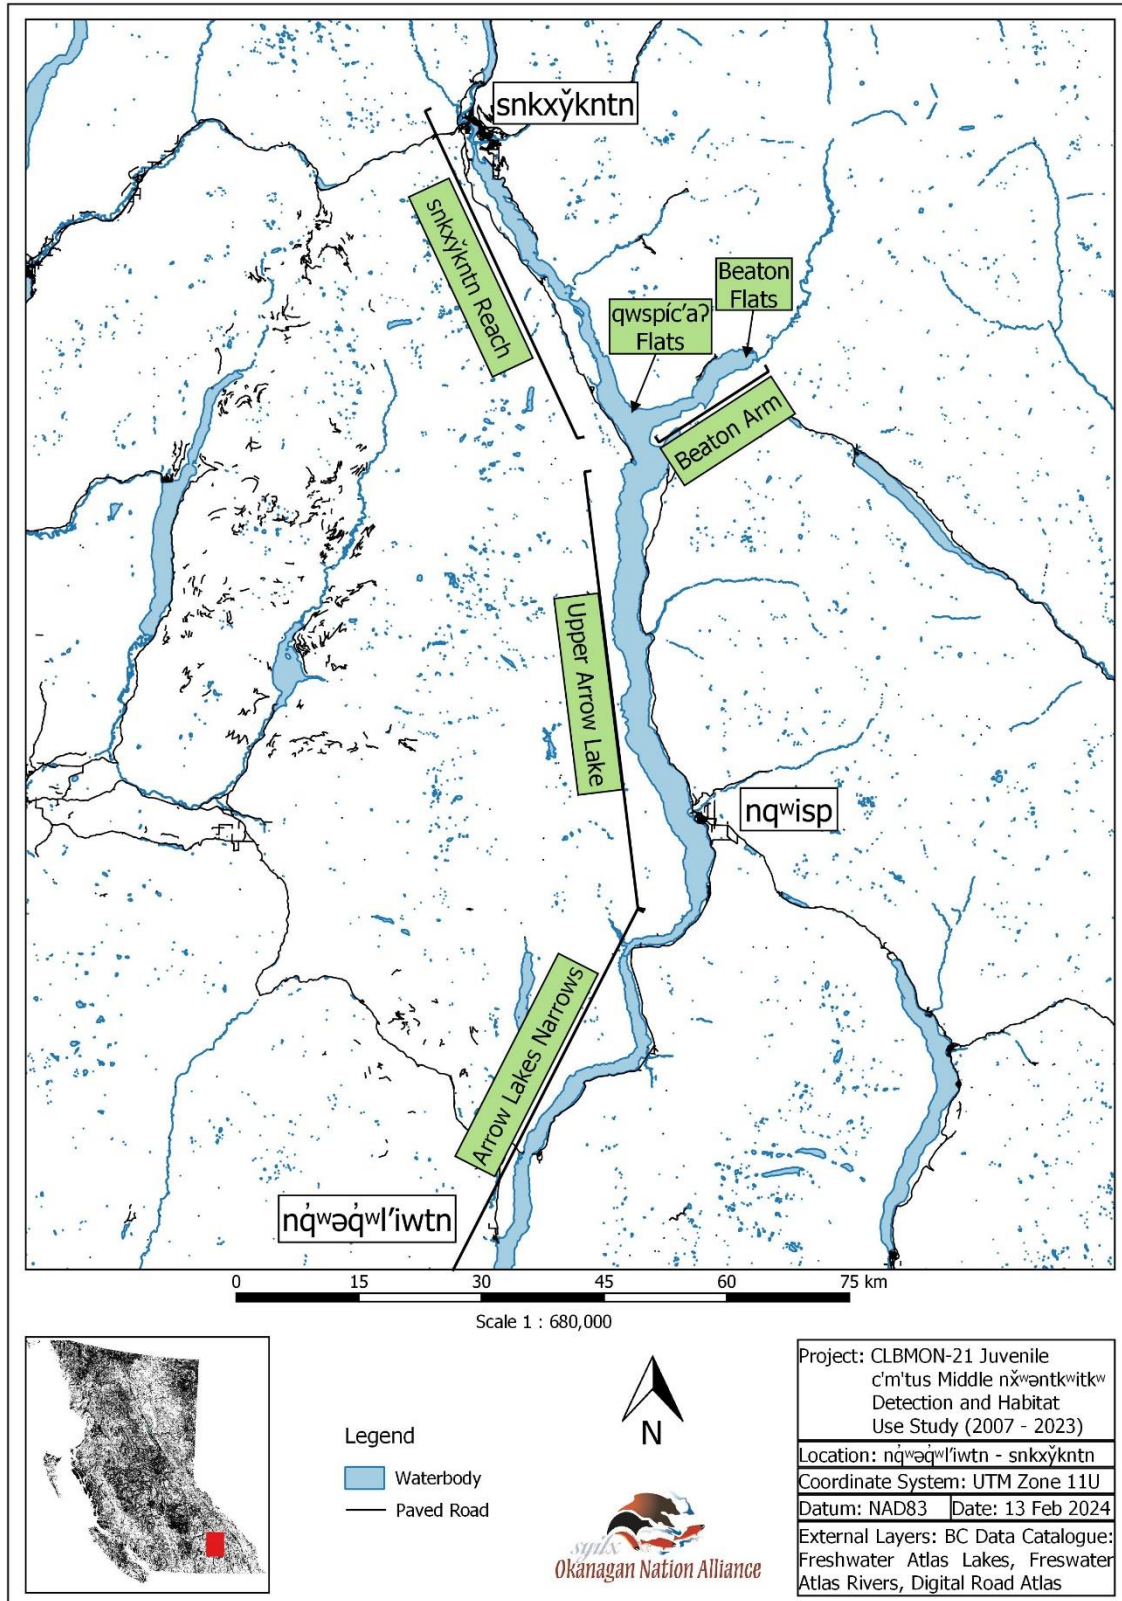 snkxy̌kntn
snkxy̌kntn Reach
Beaton
Flats
qwspíc'aʔ
Flats
Beaton Arm
Upper Arrow Lake
nqʷisp
Arrow Lakes Narrows
nq̓ʷəq̓ʷl'iwtn
0 15 30 45 60 75 km
Scale 1 : 680,000
N
Legend
Waterbody
Paved Road
syilx
Okanagan Nation Alliance
Project: CLBMON-21 Juvenile
c'm'tus Middle nx̌ʷəntkʷitkʷ
Detection and Habitat
Use Study (2007 - 2023)
Location: nq̓ʷəq̓ʷl'iwtn - snkxy̌kntn
Coordinate System: UTM Zone 11U
Datum: NAD83 Date: 13 Feb 2024
External Layers: BC Data Catalogue:
Freshwater Atlas Lakes, Freswater
Atlas Rivers, Digital Road Atlas